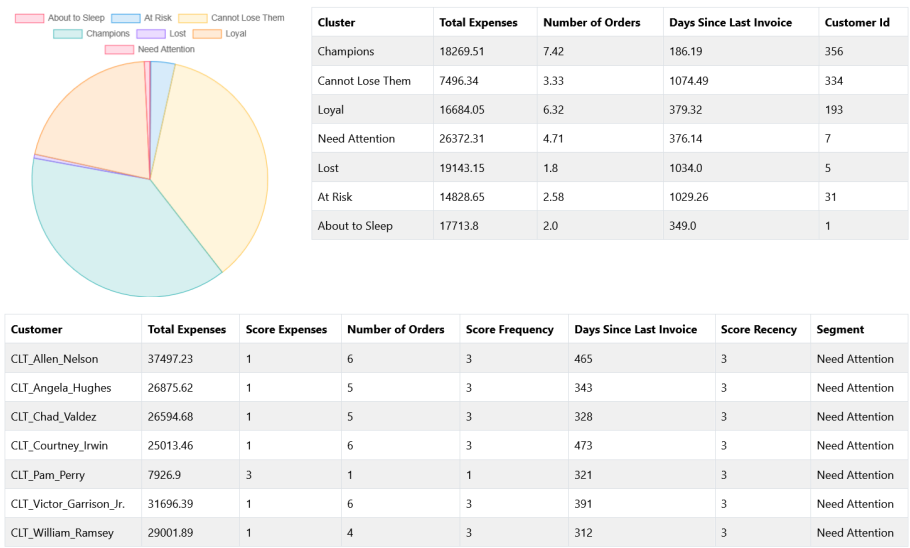 About to Sleep At Risk Cannot Lose Them
Champions Lost Loyal
Need Attention
Cluster Total Expenses Number of Orders Days Since Last Invoice Customer Id
Champions 18269.51 7.42 186.19 356
Cannot Lose Them 7496.34 3.33 1074.49 334
Loyal 16684.05 6.32 379.32 193
Need Attention 26372.31 4.71 376.14 7
Lost 19143.15 1.8 1034.0 5
At Risk 14828.65 2.58 1029.26 31
About to Sleep 17713.8 2.0 349.0 1
Customer Total Expenses Score Expenses Number of Orders Score Frequency Days Since Last Invoice Score Recency Segment
CLT_Allen_Nelson 37497.23 1 6 3 465 3 Need Attention
CLT_Angela_Hughes 26875.62 1 5 3 343 3 Need Attention
CLT_Chad_Valdez 26594.68 1 5 3 328 3 Need Attention
CLT_Courtney_Irwin 25013.46 1 6 3 473 3 Need Attention
CLT_Pam_Perry 7926.9 3 1 1 321 3 Need Attention
CLT_Victor_Garrison_Jr. 31696.39 1 6 3 391 3 Need Attention
CLT_William_Ramsey 29001.89 1 4 3 312 3 Need Attention